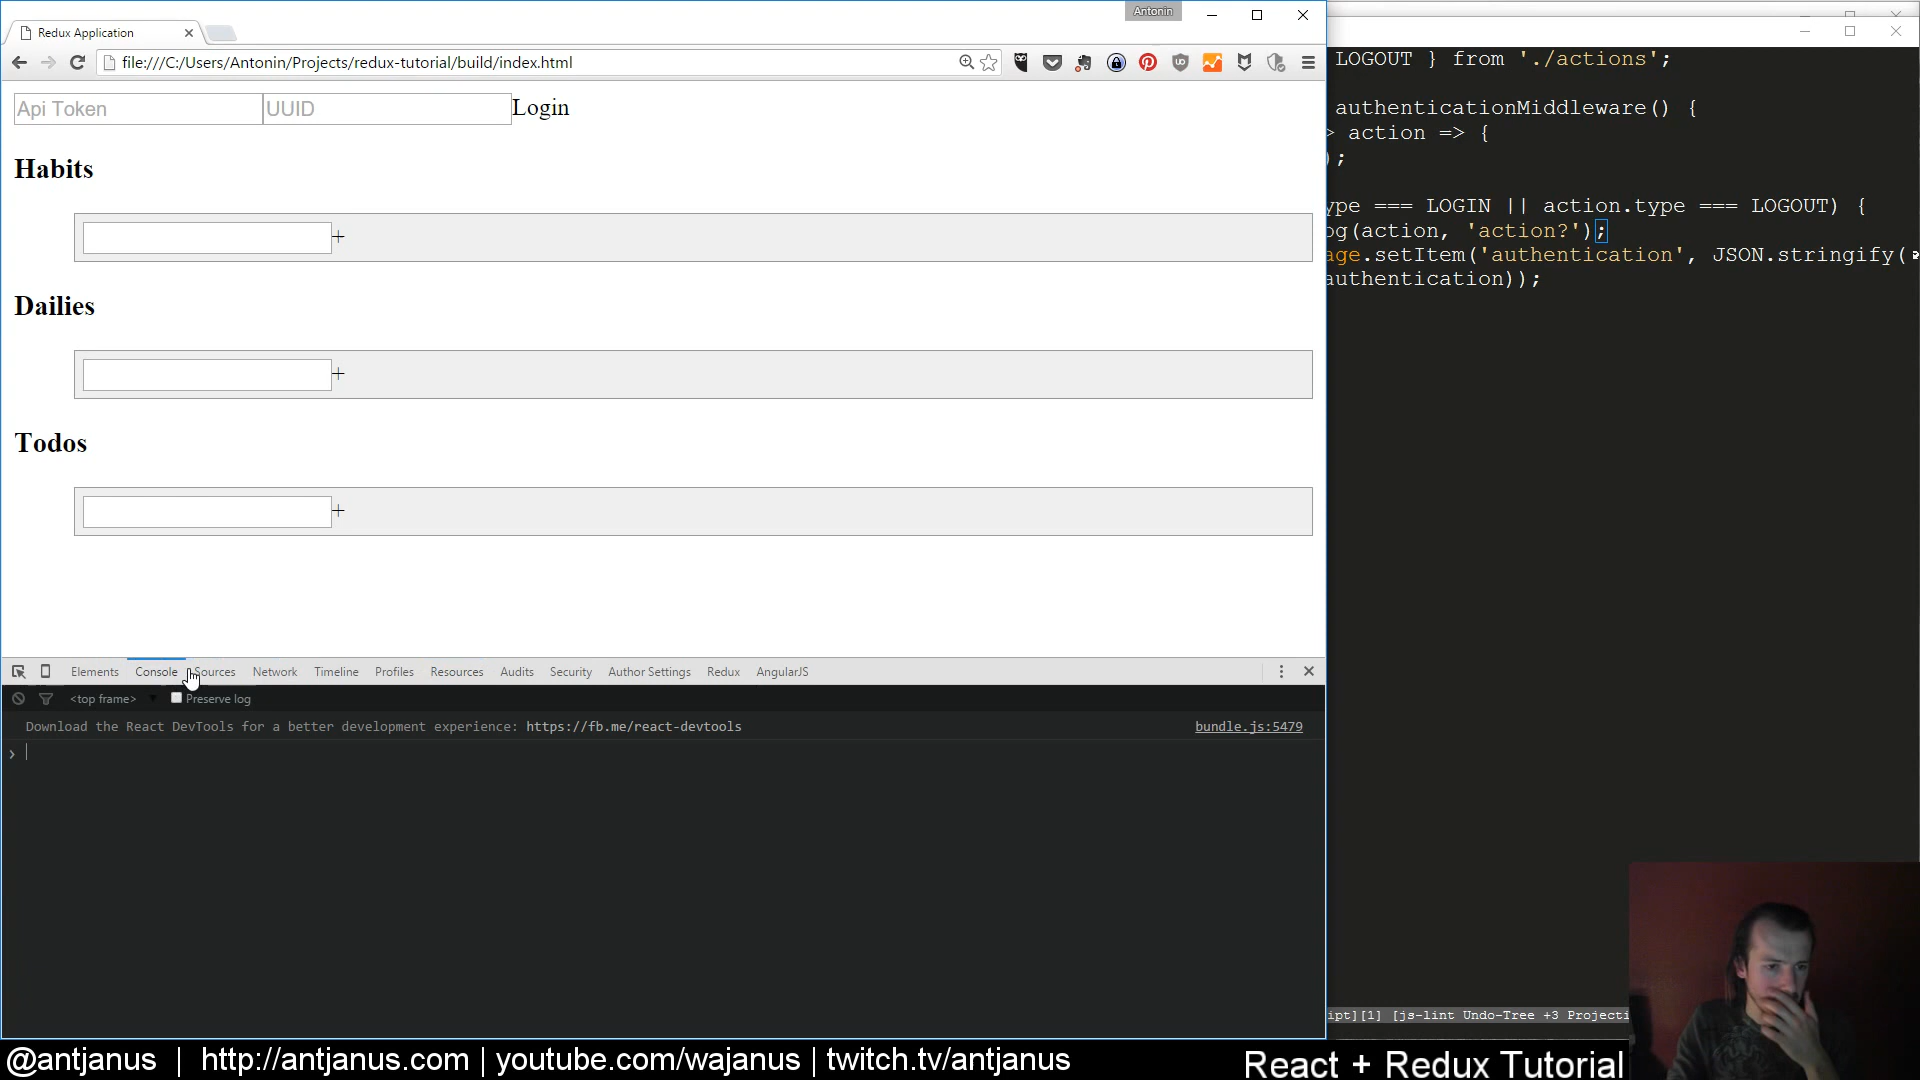 Antonin
Redux Application
file:///C:/Users/Antonin/Projects/redux-tutorial/build/index.html
Api Token
UUID
Login
Habits
+
Dailies
+
Todos
+
Elements Console Sources Network Timeline Profiles Resources Audits Security Author Settings Redux AngularJS
<top frame> Preserve log
Download the React DevTools for a better development experience: https://fb.me/react-devtools bundle.js:5479
LOGOUT } from './actions';
authenticationMiddleware() {
> action => {
);
ype === LOGIN || action.type === LOGOUT) {
og(action, 'action?');
age.setItem('authentication', JSON.stringify(
authentication));
ipt][1] [js-lint Undo-Tree +3 Projecti
@antjanus | http://antjanus.com | youtube.com/wajanus | twitch.tv/antjanus
React + Redux Tutorial